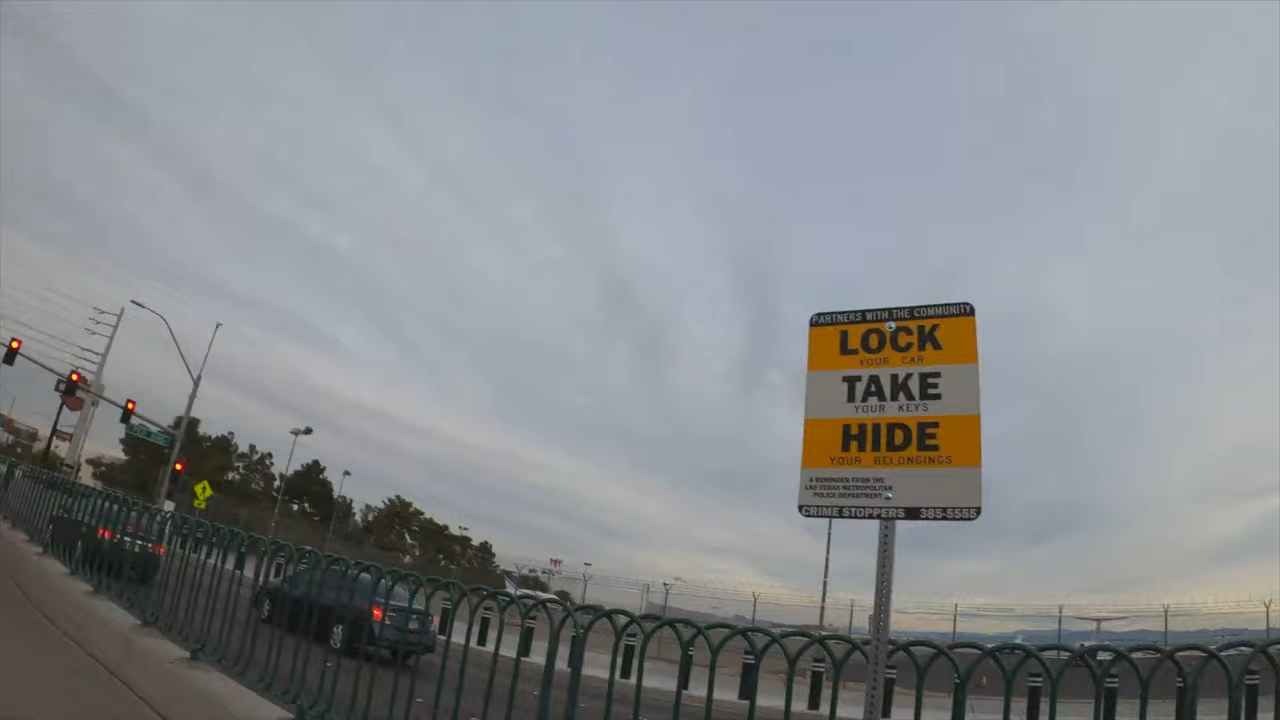 PARTNERS WITH THE COMMUNITY
LOCK
YOUR CAR
TAKE
YOUR KEYS
HIDE
YOUR BELONGINGS
A REMINDER FROM THE
LAS VEGAS METROPOLITAN
POLICE DEPARTMENT
CRIME STOPPERS 385-5555